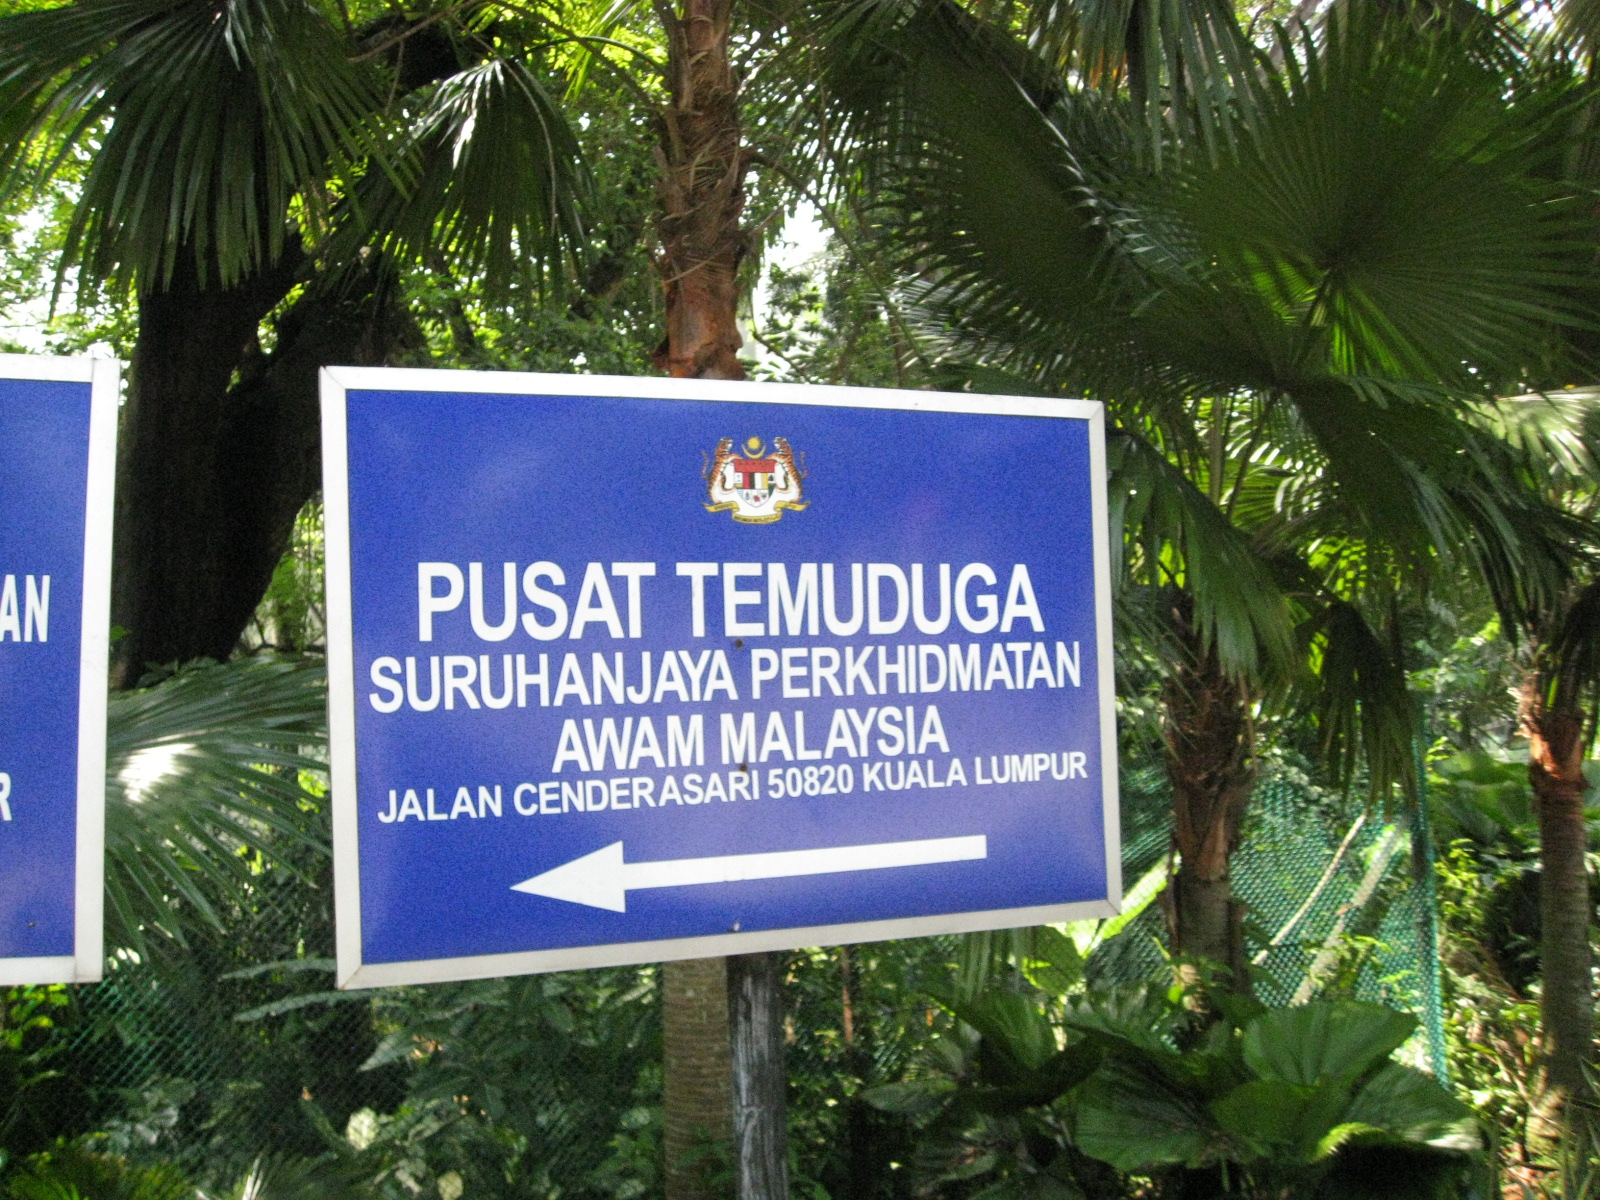 PUSAT TEMUDUGA
SURUHANJAYA PERKHIDMATAN
AWAM MALAYSIA
JALAN CENDERASARI 50820 KUALA LUMPUR